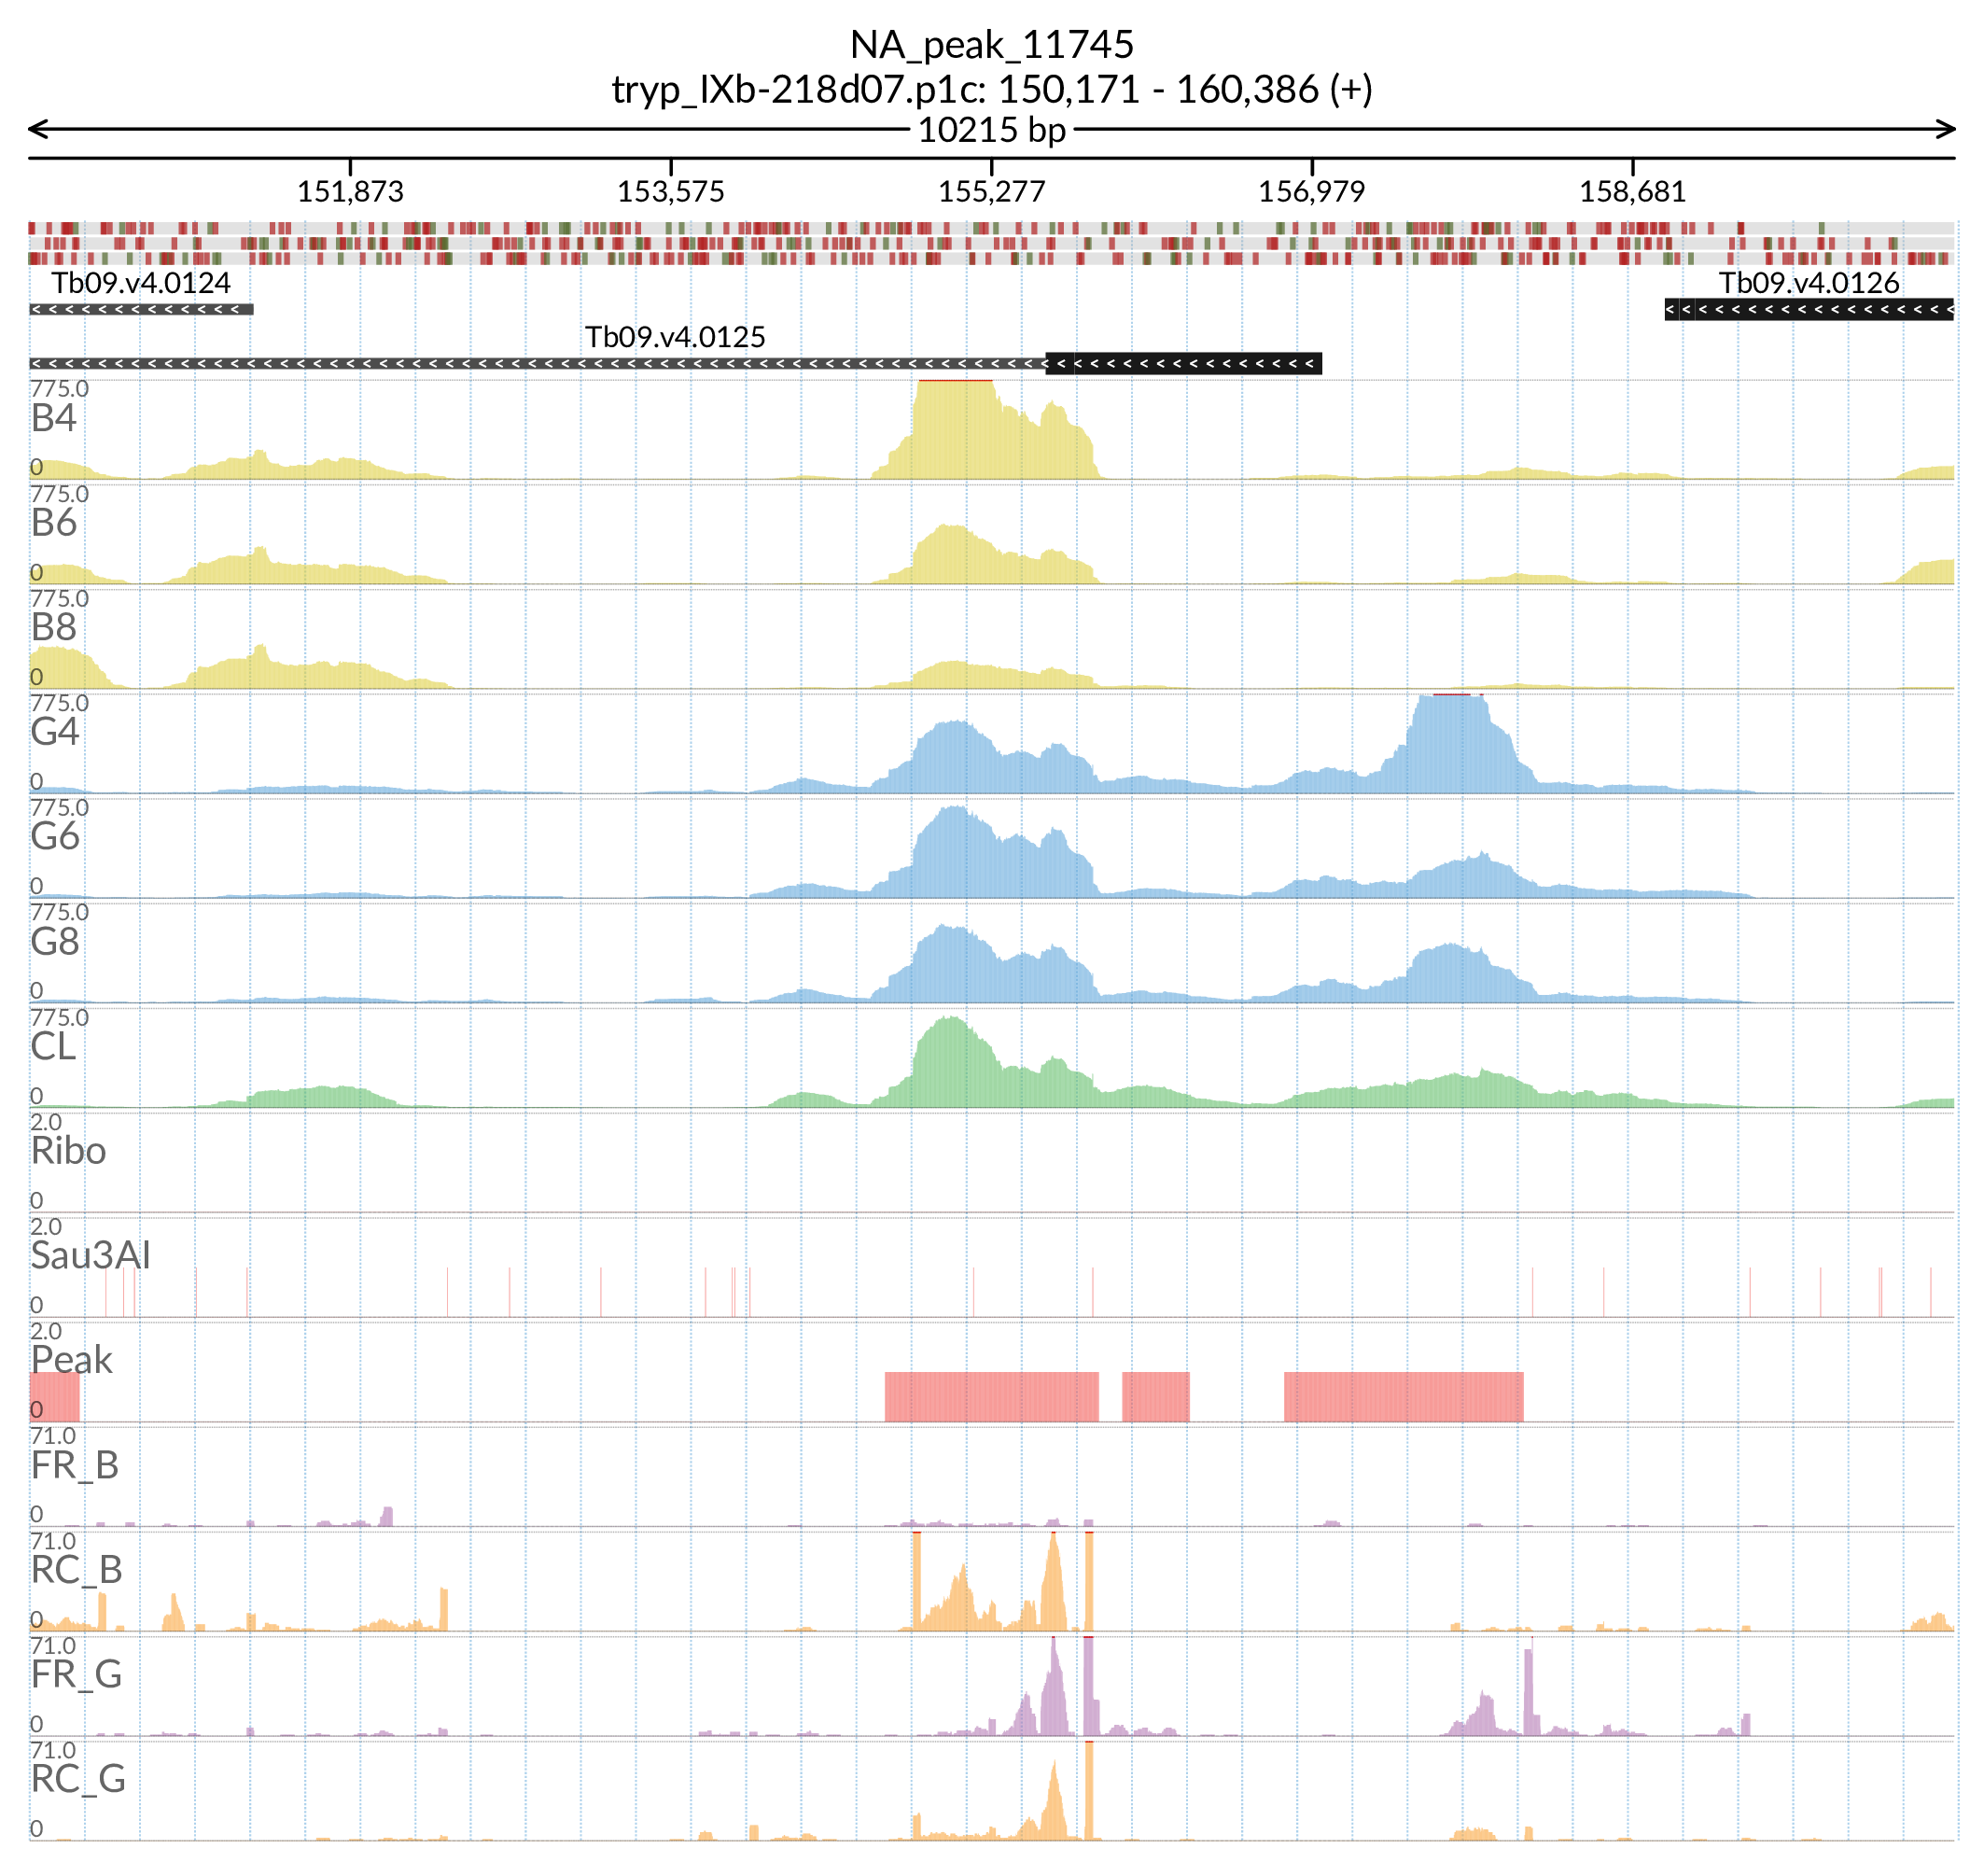 NA_peak_11745
tryp_IXb-218d07.p1c: 150,171 - 160,386 (+)
10215 bp
151,873 153,575 155,277 156,979 158,681
Tb09.v4.0124 Tb09.v4.0126
Tb09.v4.0125
775.0
B4
0
775.0
B6
0
775.0
B8
0
775.0
G4
0
775.0
G6
0
775.0
G8
0
775.0
CL
0
2.0
Ribo
0
2.0
Sau3AI
0
2.0
Peak
0
71.0
FR_B
0
71.0
RC_B
0
71.0
FR_G
0
71.0
RC_G
0